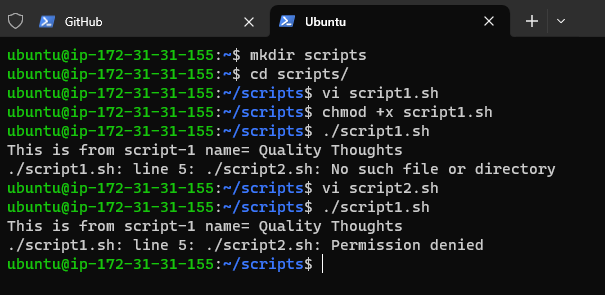 GitHub
Ubuntu
ubuntu@ip-172-31-31-155:~$ mkdir scripts
ubuntu@ip-172-31-31-155:~$ cd scripts/
ubuntu@ip-172-31-31-155:~/scripts$ vi script1.sh
ubuntu@ip-172-31-31-155:~/scripts$ chmod +x script1.sh
ubuntu@ip-172-31-31-155:~/scripts$ ./script1.sh
This is from script-1 name= Quality Thoughts
./script1.sh: line 5: ./script2.sh: No such file or directory
ubuntu@ip-172-31-31-155:~/scripts$ vi script2.sh
ubuntu@ip-172-31-31-155:~/scripts$ ./script1.sh
This is from script-1 name= Quality Thoughts
./script1.sh: line 5: ./script2.sh: Permission denied
ubuntu@ip-172-31-31-155:~/scripts$